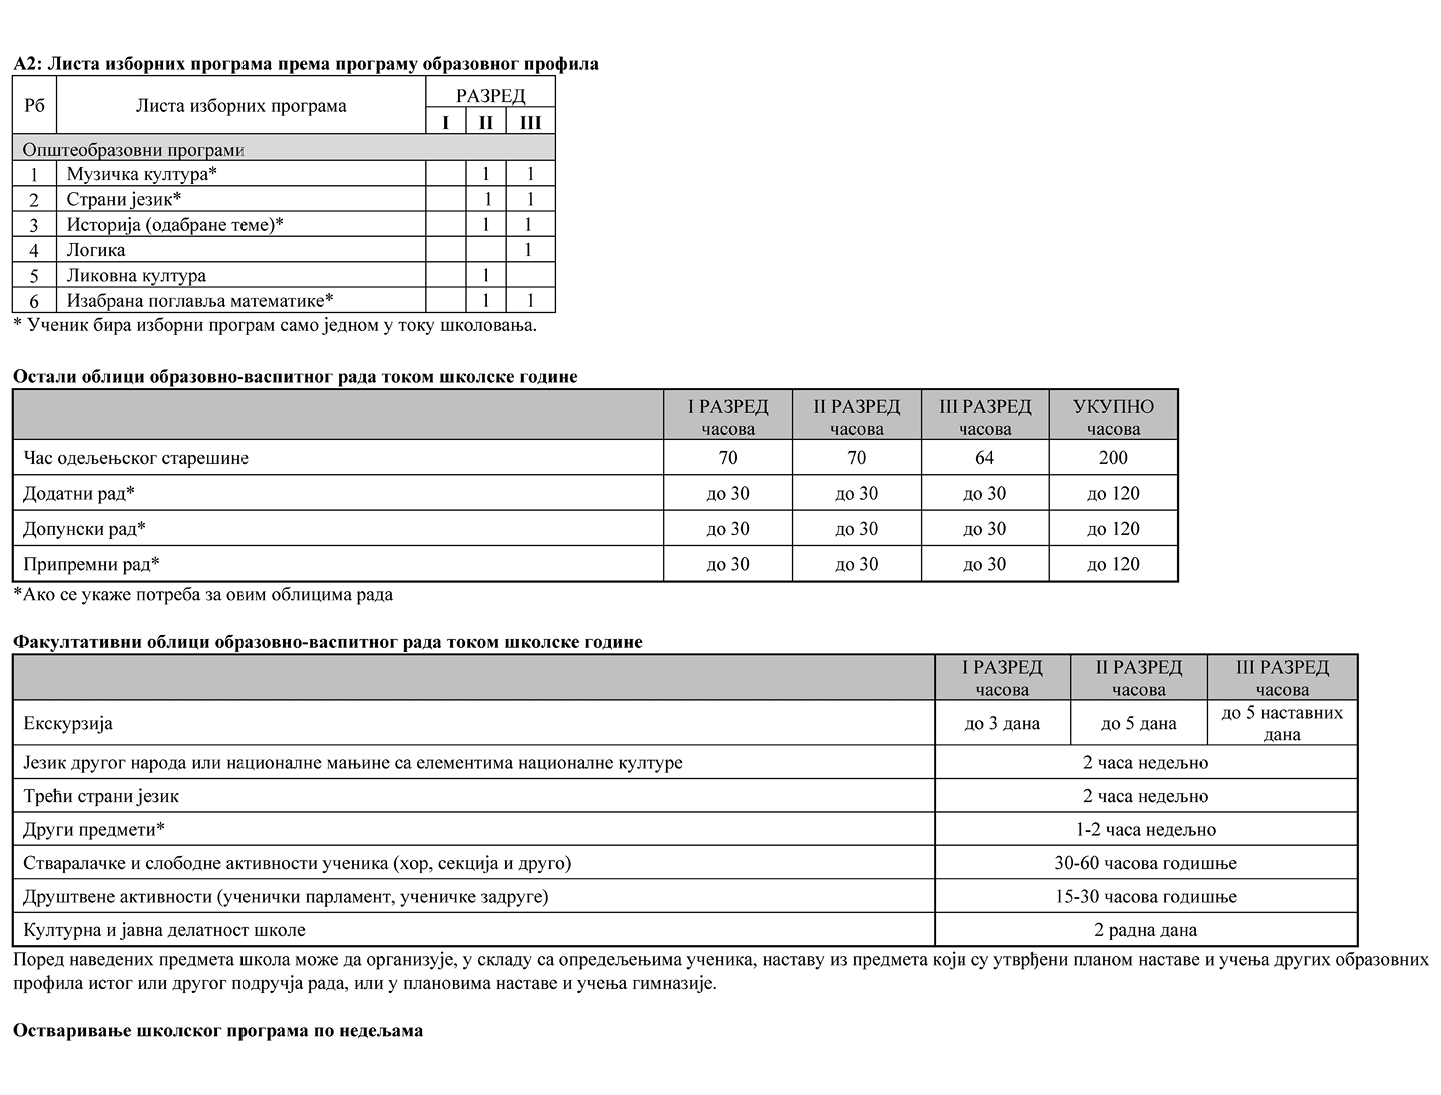 А2: Листа изборних програма према програму образовног профила
Рб Листа изборних програма РАЗРЕД
I II III
Општеобразовни програми
1 Музичка култура* 1 1
2 Страни језик* 1 1
3 Историја (одабране теме)* 1 1
4 Логика 1
5 Ликовна култура 1
6 Изабрана поглавља математике* 1 1
* Ученик бира изборни програм само једном у току школовања.
Остали облици образовно-васпитног рада током школске године
I РАЗРЕД II РАЗРЕД III РАЗРЕД УКУПНО
часова часова часова часова
Час одељењског старешине 70 70 64 200
Додатни рад* до 30 до 30 до 30 до 120
Допунски рад* до 30 до 30 до 30 до 120
Припремни рад* до 30 до 30 до 30 до 120
*Ако се укаже потреба за овим облицима рада
Факултативни облици образовно-васпитног рада током школске године
I РАЗРЕД II РАЗРЕД III РАЗРЕД
часова часова часова
Екскурзија до 3 дана до 5 дана до 5 наставних
дана
Језик другог народа или националне мањине са елементима националне културе 2 часа недељно
Трећи страни језик 2 часа недељно
Други предмети* 1-2 часа недељно
Стваралачке и слободне активности ученика (хор, секција и друго) 30-60 часова годишње
Друштвене активности (ученички парламент, ученичке задруге) 15-30 часова годишње
Културна и јавна делатност школе 2 радна дана
Поред наведених предмета школа може да организује, у складу са опредељењима ученика, наставу из предмета који су утврђени планом наставе и учења других образовних
профила истог или другог подручја рада, или у плановима наставе и учења гимназије.
Остваривање школског програма по недељама